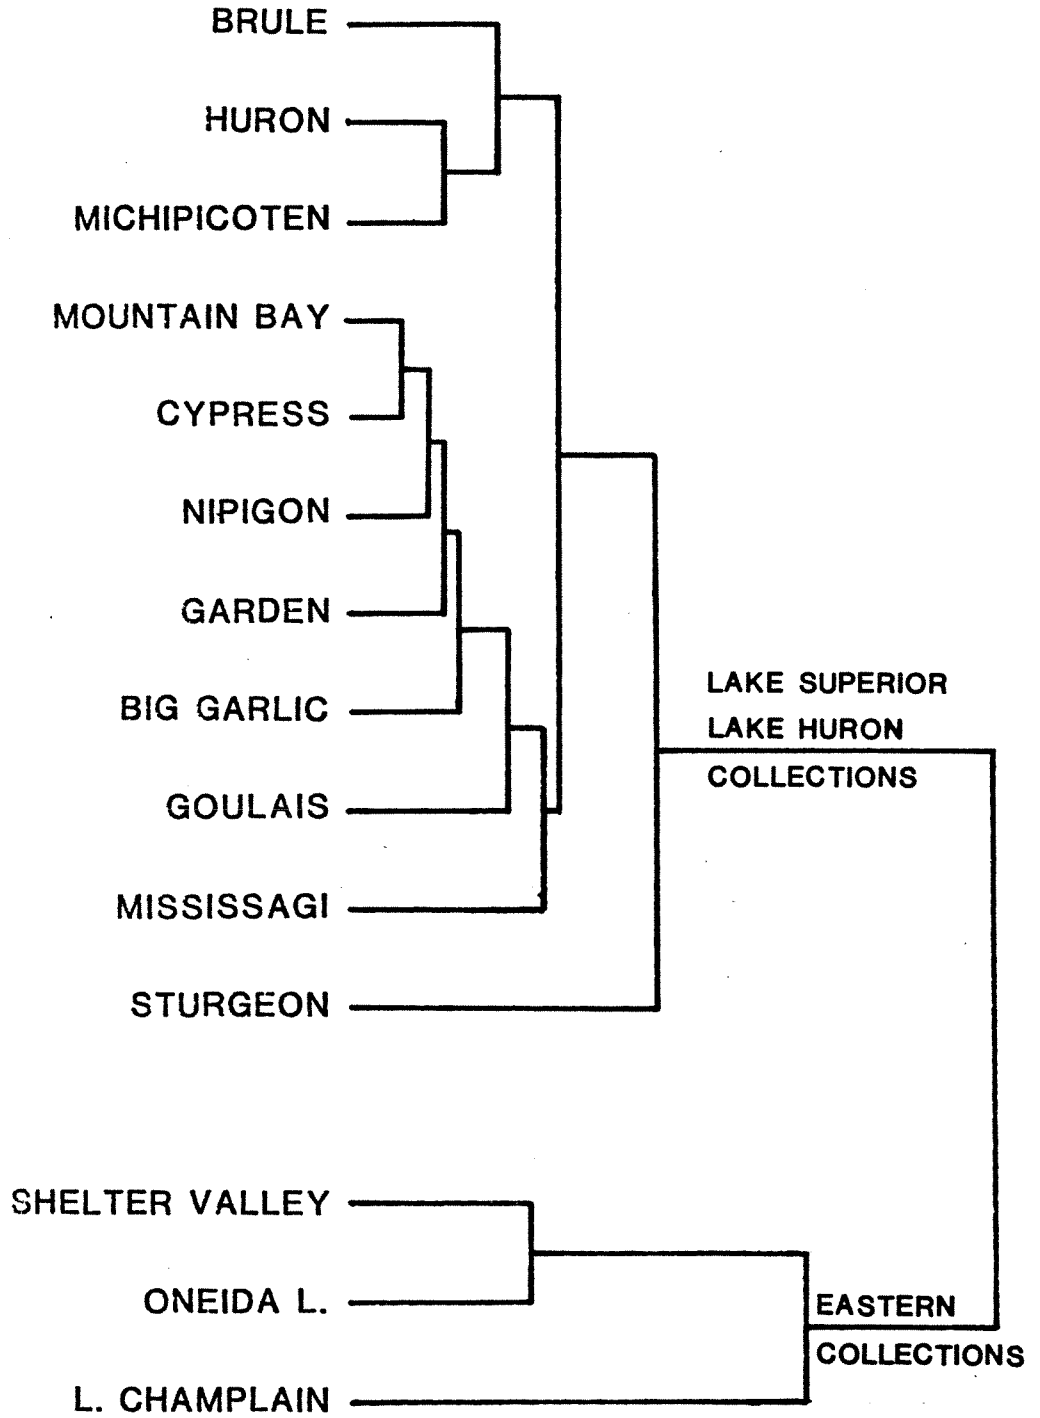 BRULE
HURON
MICHIPICOTEN
MOUNTAIN BAY
CYPRESS
NIPIGON
GARDEN
BIG GARLIC
GOULAIS
MISSISSAGI
STURGEON
LAKE SUPERIOR
LAKE HURON
COLLECTIONS
SHELTER VALLEY
ONEIDA L.
L. CHAMPLAIN
EASTERN
COLLECTIONS